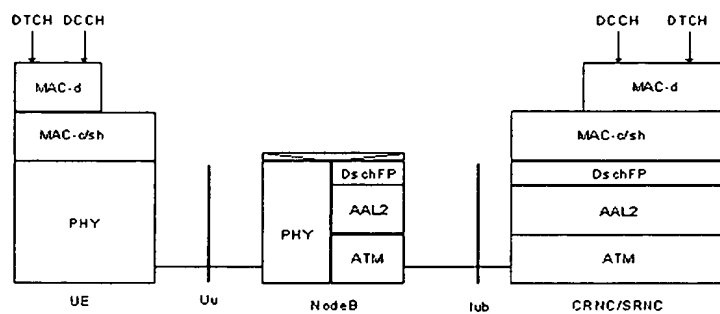 DTCH DCCH
DCCH DTCH
MAC-d
MAC-d
MAC-c/sh
MAC-c/sh
DschFP
DschFP
PHY
PHY
AAL2
AAL2
ATM
ATM
UE
Uu
NodeB
Iub
CRNC/SRNC